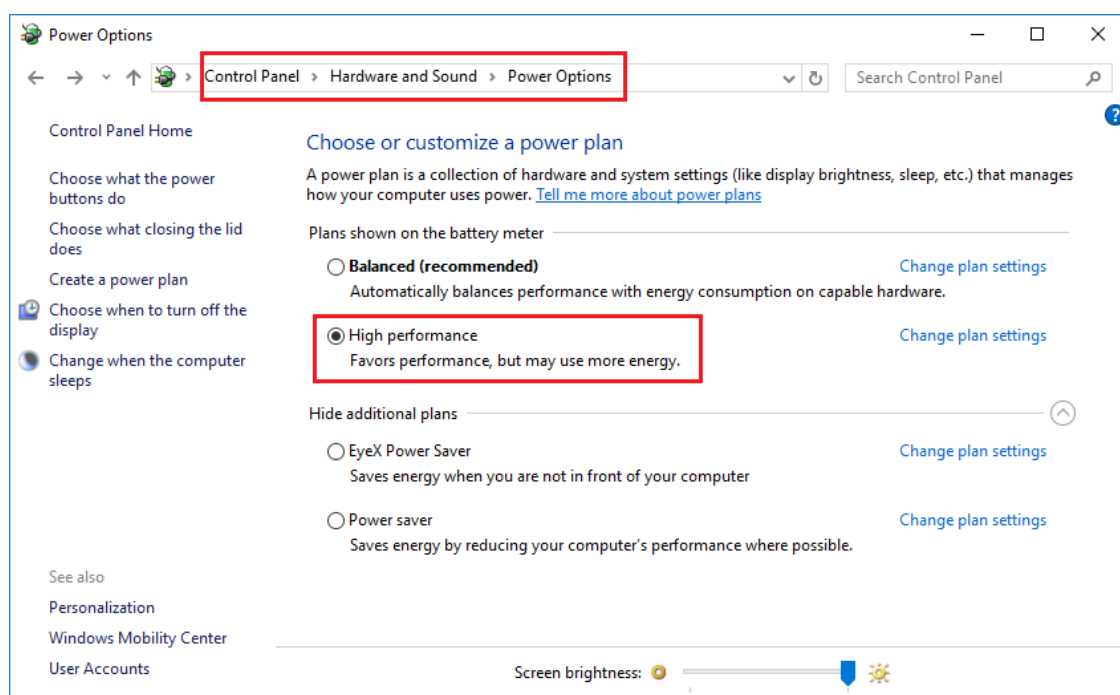 Power Options
Control Panel > Hardware and Sound > Power Options
Search Control Panel
?
Control Panel Home
Choose what the power
buttons do
Choose what closing the lid
does
Create a power plan
Choose when to turn off the
display
Change when the computer
sleeps
See also
Personalization
Windows Mobility Center
User Accounts
Choose or customize a power plan
A power plan is a collection of hardware and system settings (like display brightness, sleep, etc.) that manages
how your computer uses power. Tell me more about power plans
Plans shown on the battery meter
Balanced (recommended) Change plan settings
Automatically balances performance with energy consumption on capable hardware.
High performance Change plan settings
Favors performance, but may use more energy.
Hide additional plans
EyeX Power Saver Change plan settings
Saves energy when you are not in front of your computer
Power saver Change plan settings
Saves energy by reducing your computer's performance where possible.
Screen brightness: